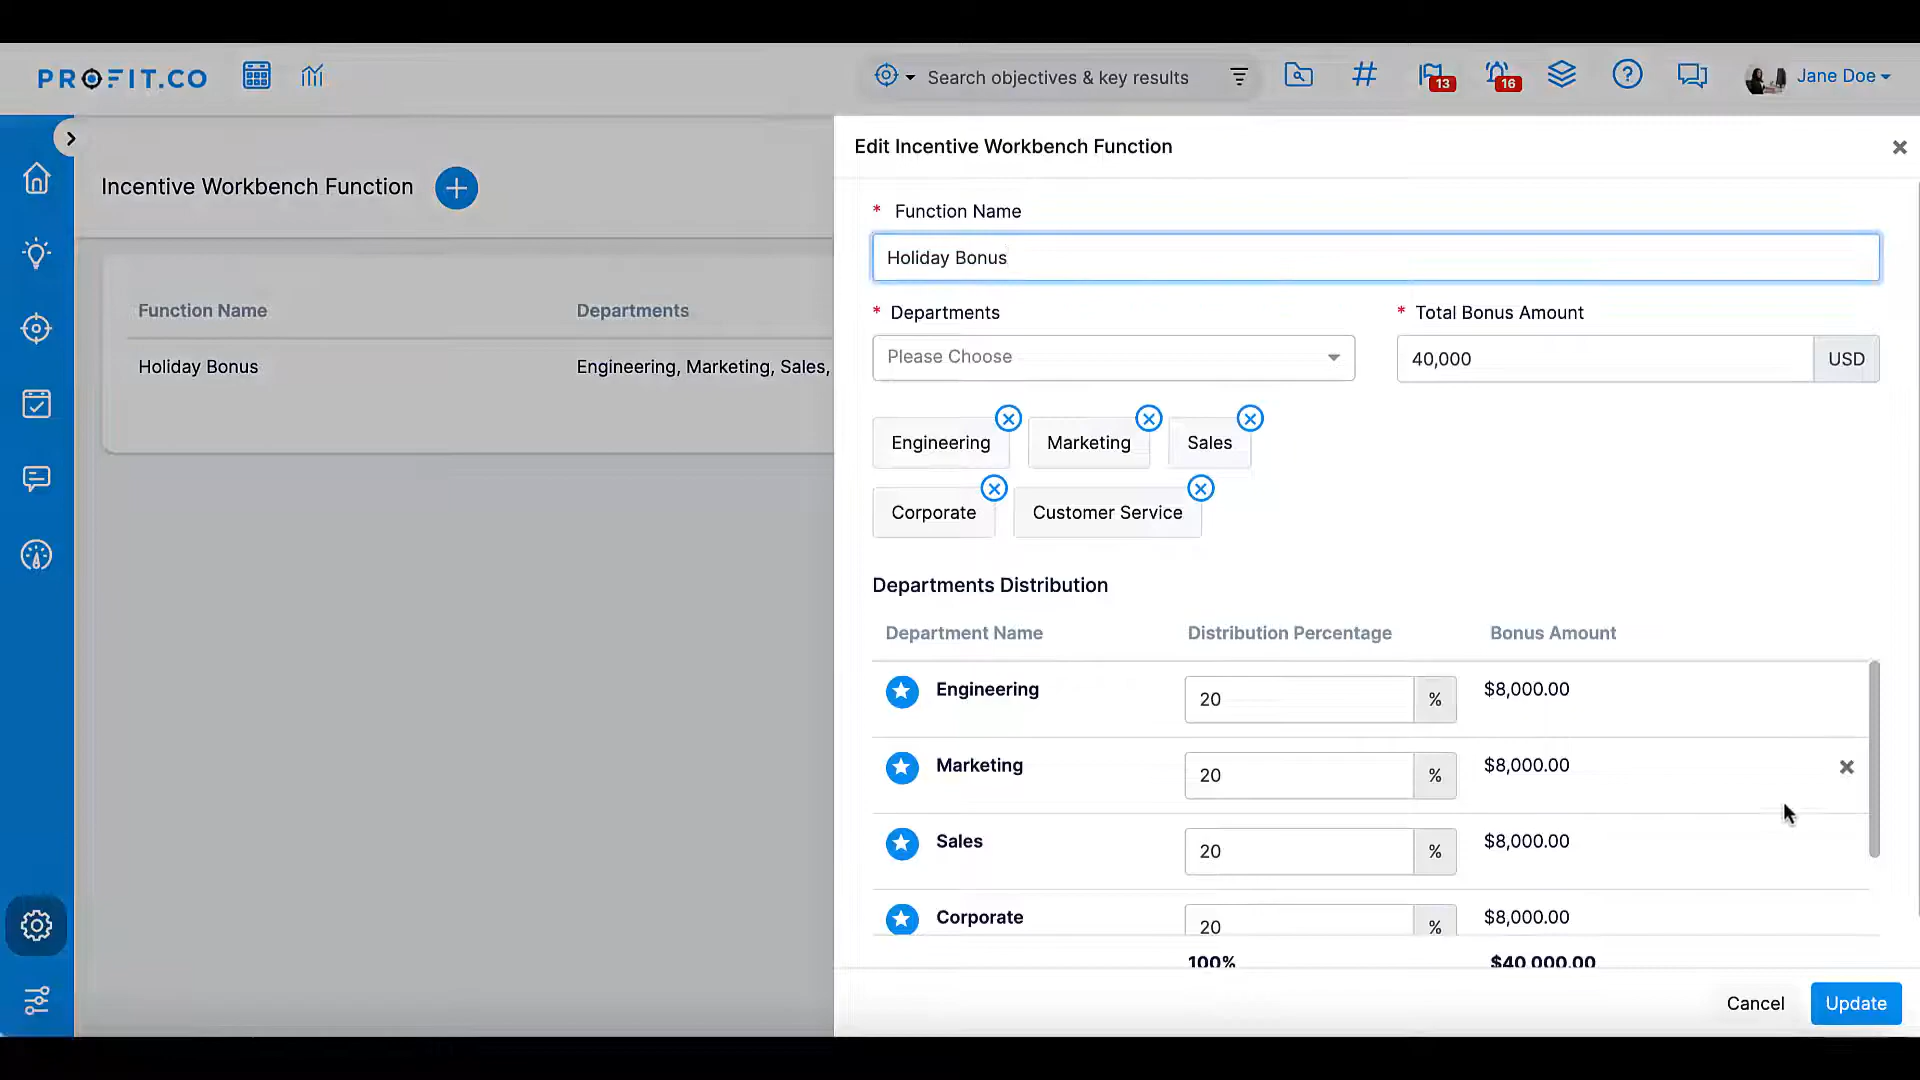 PROFIT.CO
Search objectives & key results
13
16
Jane Doe
Incentive Workbench Function
Function Name Departments
Holiday Bonus Engineering, Marketing, Sales,
Edit Incentive Workbench Function
* Function Name
Holiday Bonus
* Departments * Total Bonus Amount
Please Choose 40,000 USD
Engineering Marketing Sales
Corporate Customer Service
Departments Distribution
Department Name Distribution Percentage Bonus Amount
Engineering 20 % $8,000.00
Marketing 20 % $8,000.00
Sales 20 % $8,000.00
Corporate 20 % $8,000.00
100% $40,000.00
Cancel Update